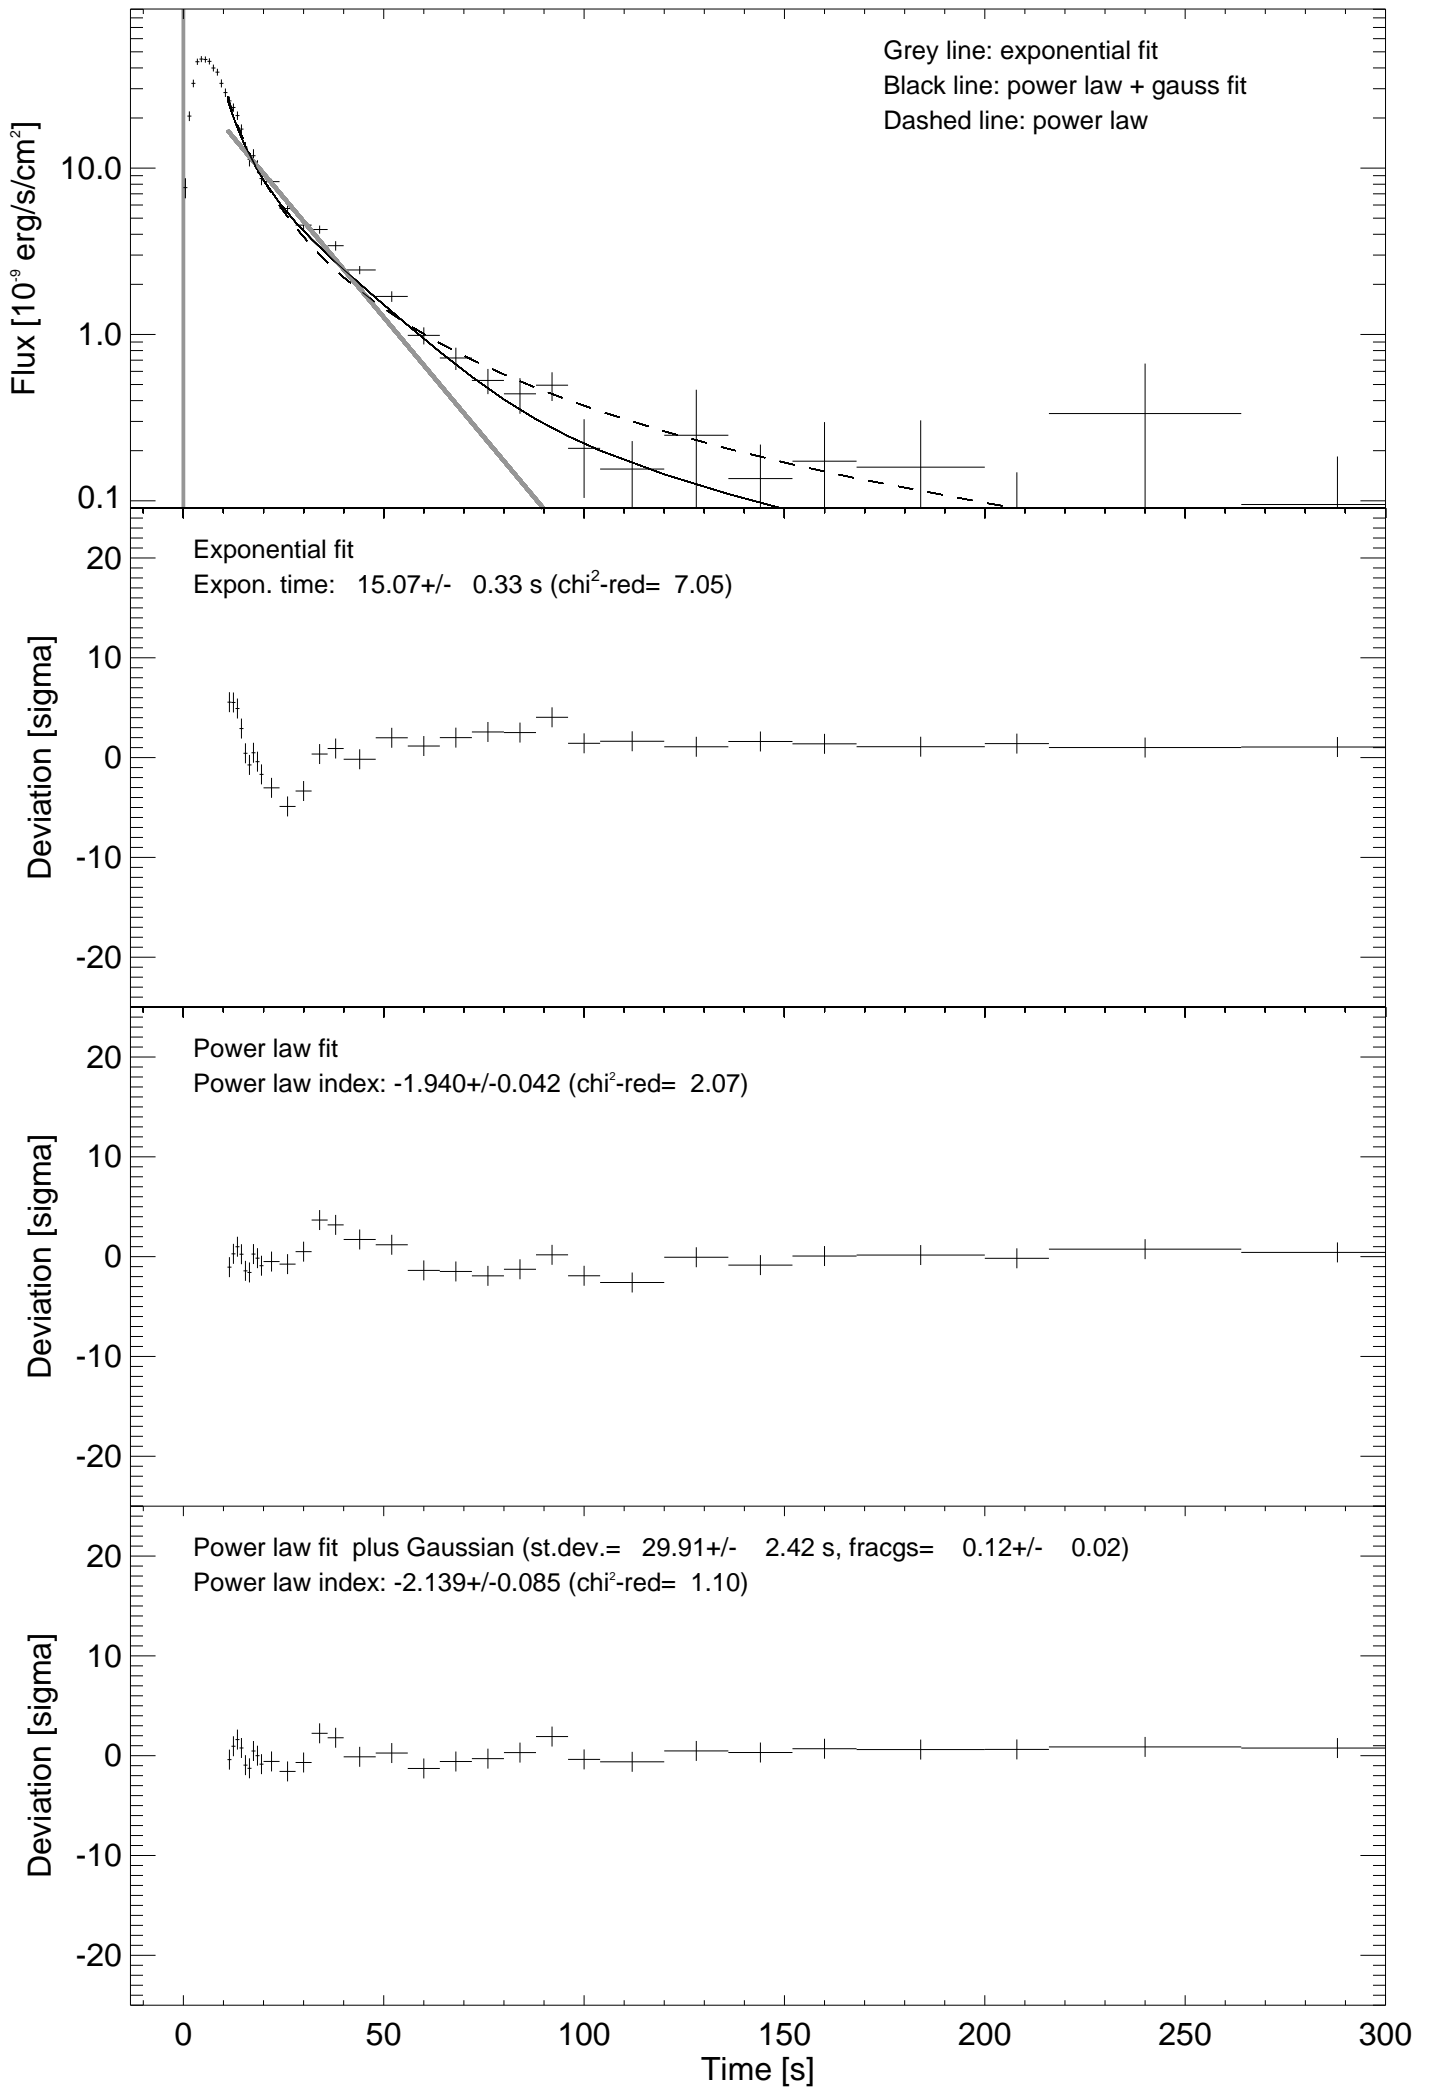 Grey line: exponential fit
Black line: power law + gauss fit
Dashed line: power law
Flux [10⁻⁹ erg/s/cm²]
10.0
1.0
0.1
Exponential fit
Expon. time: 15.07+/- 0.33 s (chi²-red= 7.05)
Deviation [sigma]
20
10
0
-10
-20
Power law fit
Power law index: -1.940+/-0.042 (chi²-red= 2.07)
Deviation [sigma]
20
10
0
-10
-20
Power law fit plus Gaussian (st.dev.= 29.91+/- 2.42 s, fracgs= 0.12+/- 0.02)
Power law index: -2.139+/-0.085 (chi²-red= 1.10)
Deviation [sigma]
20
10
0
-10
-20
0 50 100 150 200 250 300
Time [s]